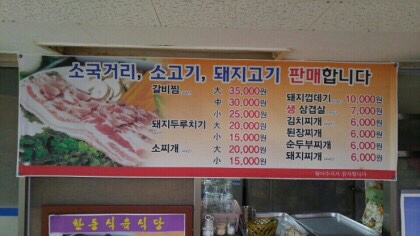 소국거리, 소고기, 돼지고기 판매합니다
갈비찜 大 35,000원
中 30,000원
小 25,000원
돼지두루치기 大 20,000원
小 15,000원
소찌개 大 20,000원
小 15,000원
돼지껍데기 10,000원
생 삼겹살 7,000원
김치찌개 6,000원
된장찌개 6,000원
순두부찌개 6,000원
돼지찌개 6,000원
한동식육식당